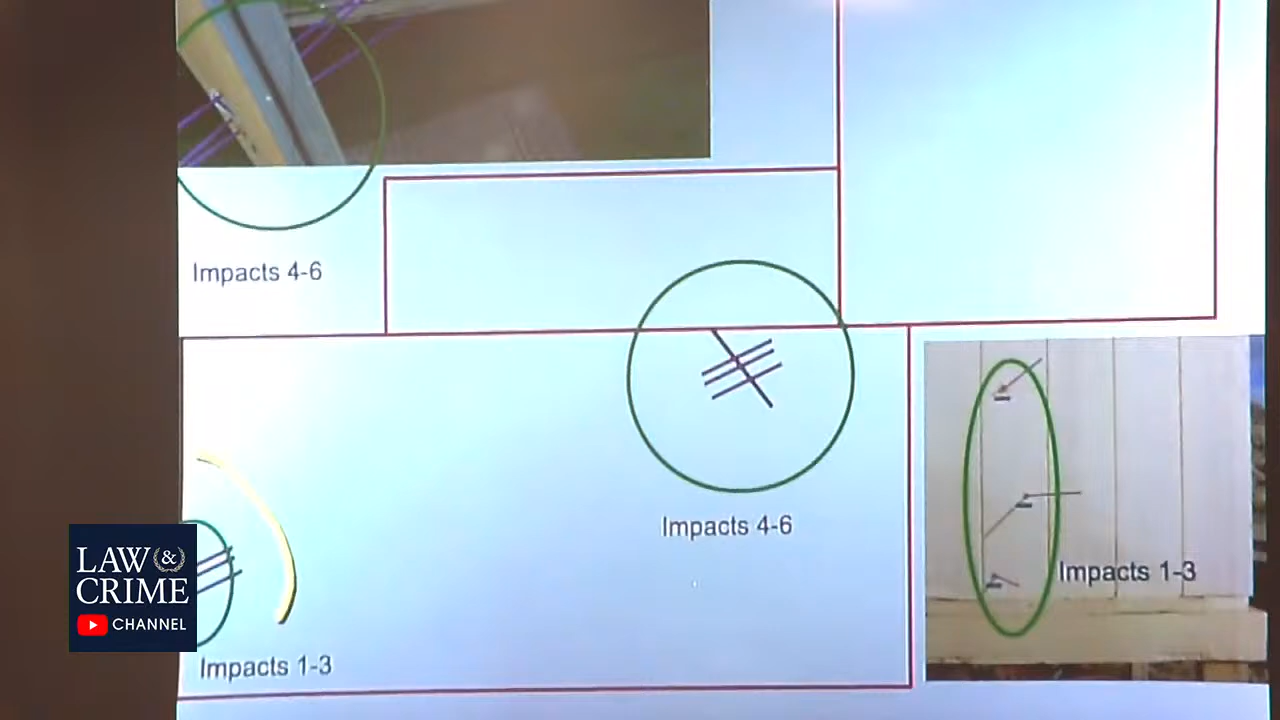 Impacts 4-6
Impacts 4-6
Impacts 1-3
LAW &
CRIME
CHANNEL
Impacts 1-3